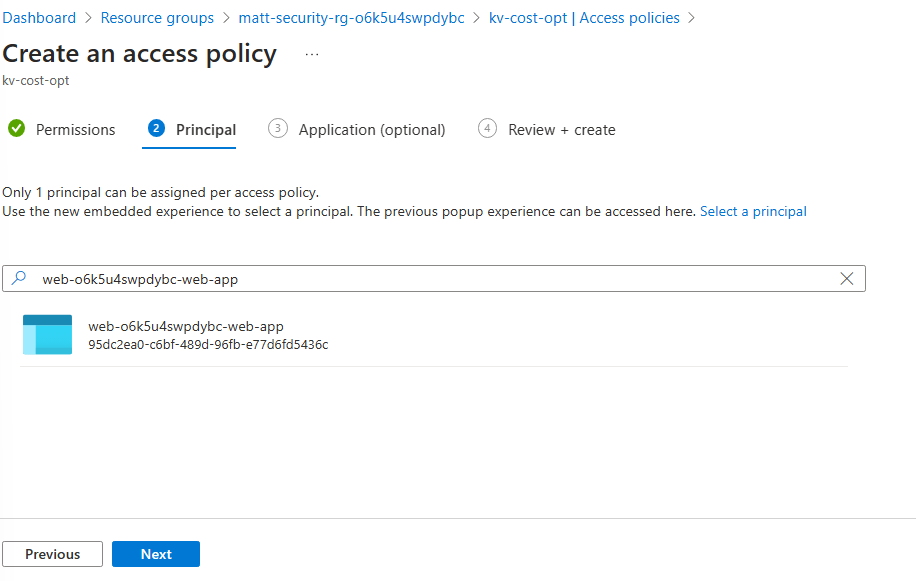 Dashboard > Resource groups > matt-security-rg-o6k5u4swpdybc > kv-cost-opt | Access policies >
Create an access policy ...
kv-cost-opt
Permissions 2 Principal 3 Application (optional) 4 Review + create
Only 1 principal can be assigned per access policy.
Use the new embedded experience to select a principal. The previous popup experience can be accessed here. Select a principal
web-o6k5u4swpdybc-web-app
web-o6k5u4swpdybc-web-app
95dc2ea0-c6bf-489d-96fb-e77d6fd5436c
Previous Next